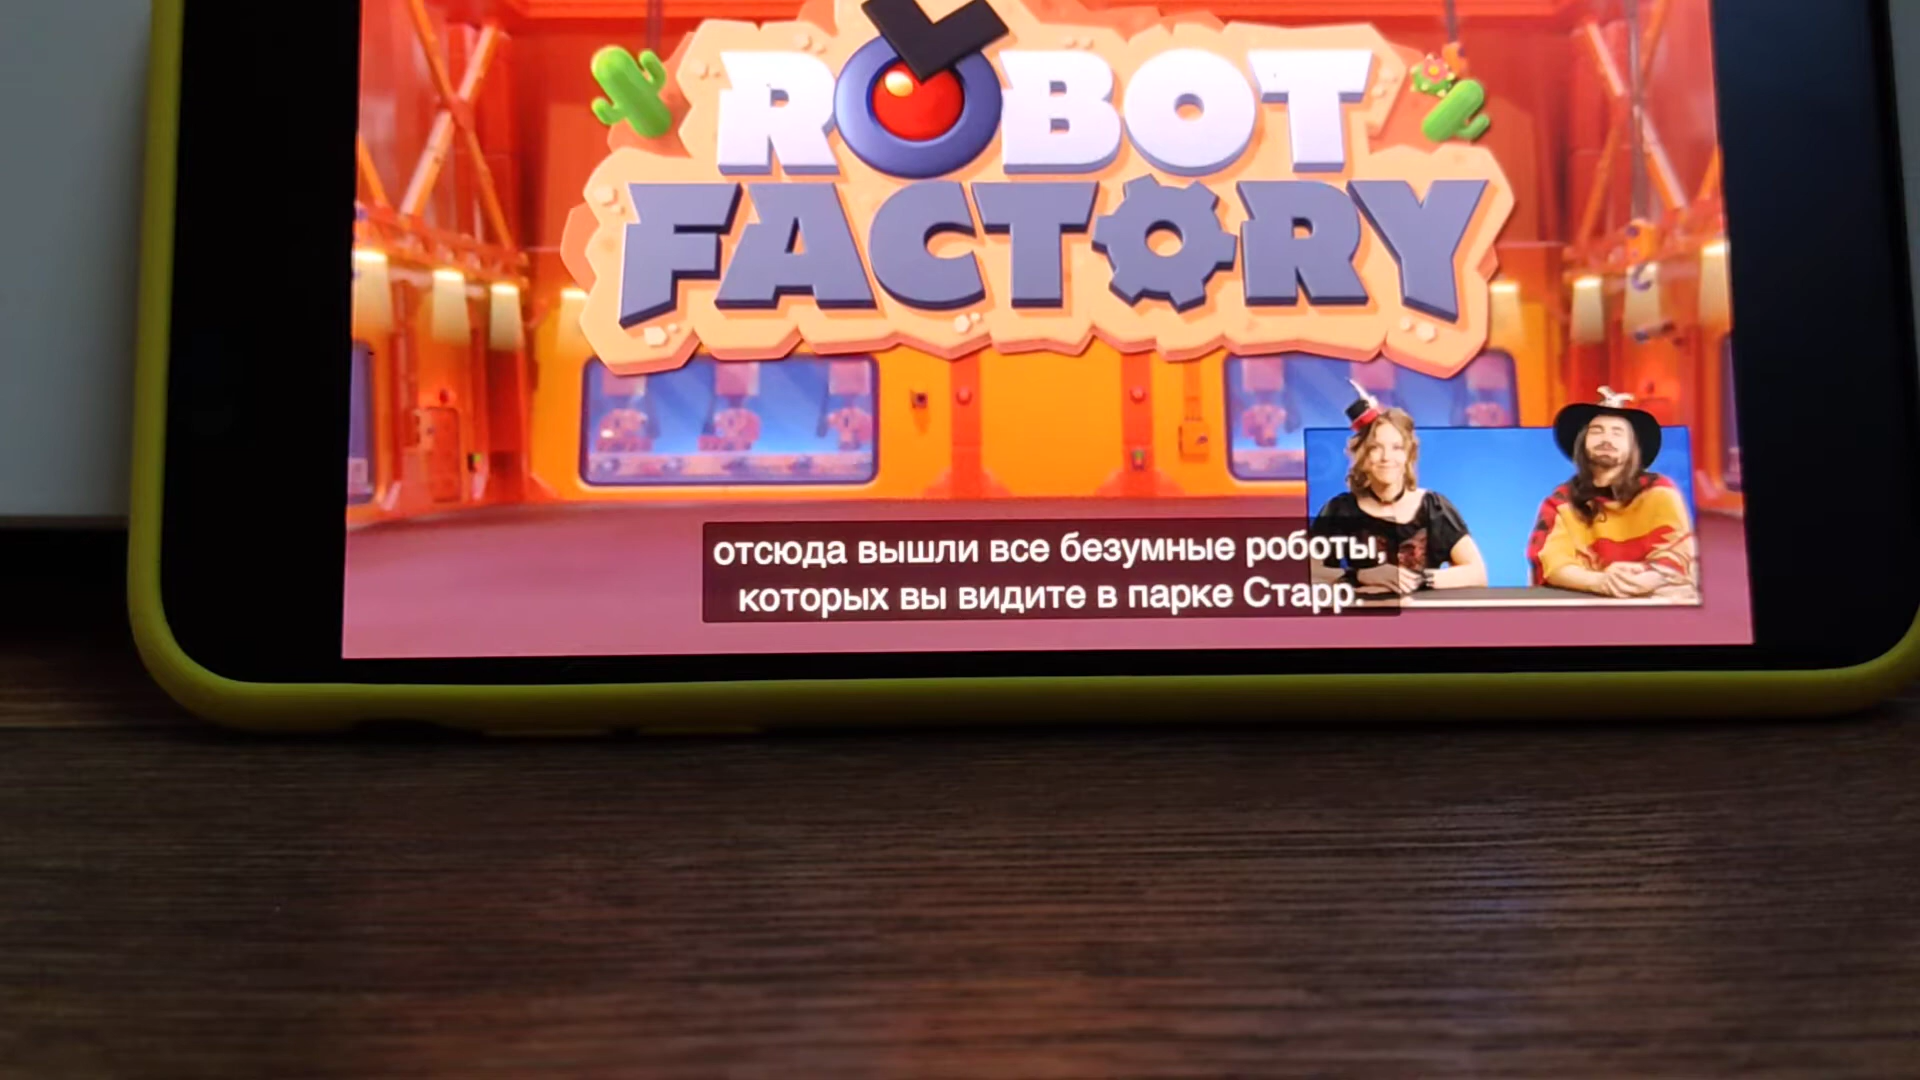 ROBOT
FACTORY
отсюда вышли все безумные роботы,
которых вы видите в парке Старр.